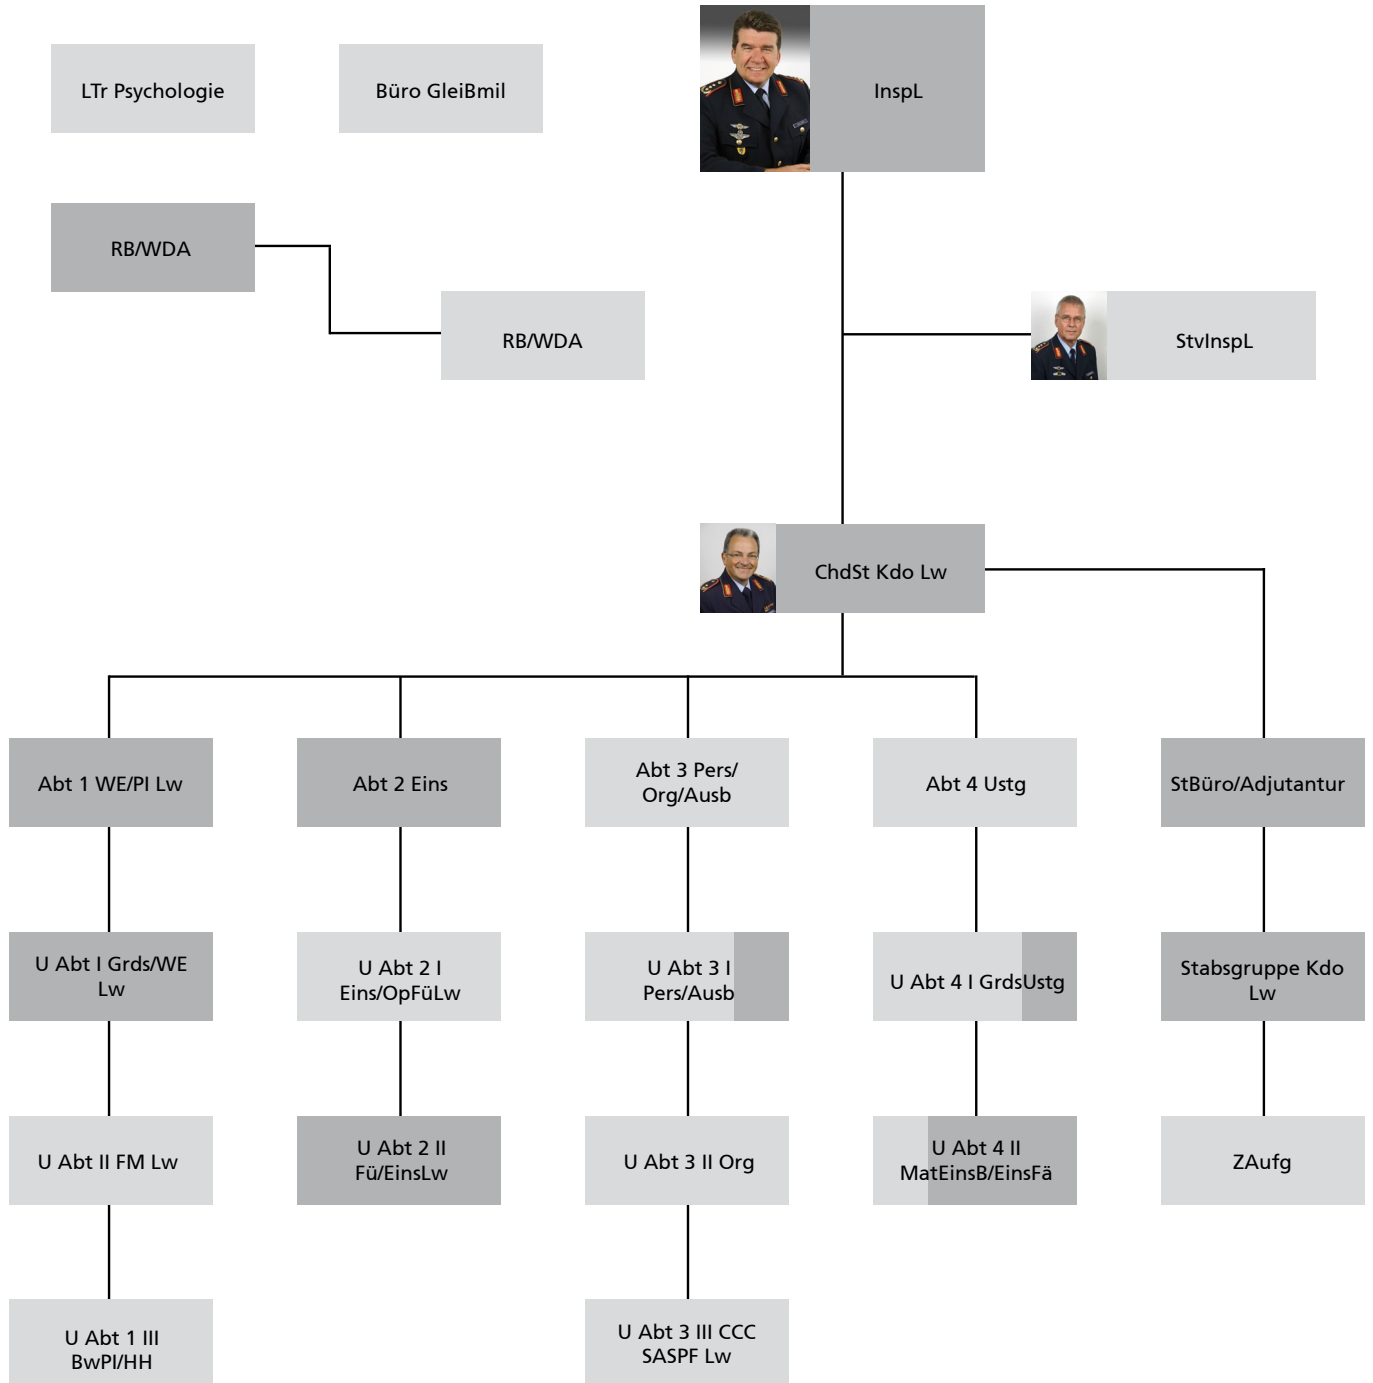 LTr Psychologie
Büro GleiBmil
InspL
RB/WDA
RB/WDA
StvInspL
ChdSt Kdo Lw
Abt 1 WE/PI Lw
Abt 2 Eins
Abt 3 Pers/
Org/Ausb
Abt 4 Ustg
StBüro/Adjutantur
U Abt I Grds/WE
Lw
U Abt 2 I
Eins/OpFüLw
U Abt 3 I
Pers/Ausb
U Abt 4 I GrdsUstg
Stabsgruppe Kdo
Lw
U Abt II FM Lw
U Abt 2 II
Fü/EinsLw
U Abt 3 II Org
U Abt 4 II
MatEinsB/EinsFä
ZAufg
U Abt 1 III
BwPI/HH
U Abt 3 III CCC
SASPF Lw